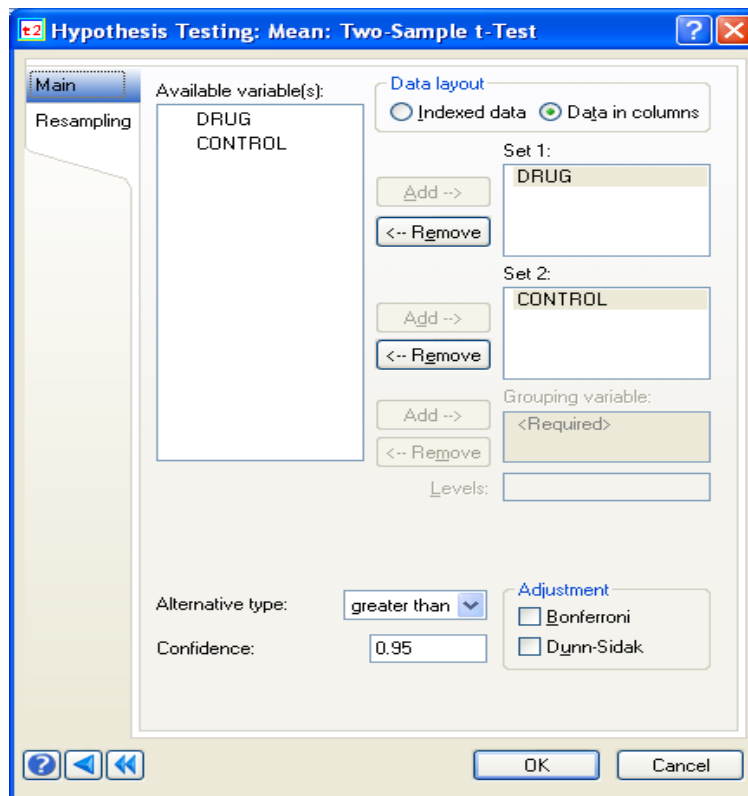 t2 Hypothesis Testing: Mean: Two-Sample t-Test ?
Main
Resampling
Available variable(s):
DRUG
CONTROL
Data layout
Indexed data Data in columns
Set 1:
DRUG
Add -->
<-- Remove
Set 2:
CONTROL
Add -->
<-- Remove
Grouping variable:
<Required>
Add -->
<-- Remove
Levels:
Alternative type: greater than
Confidence: 0.95
Adjustment
Bonferroni
Dunn-Sidak
? OK Cancel